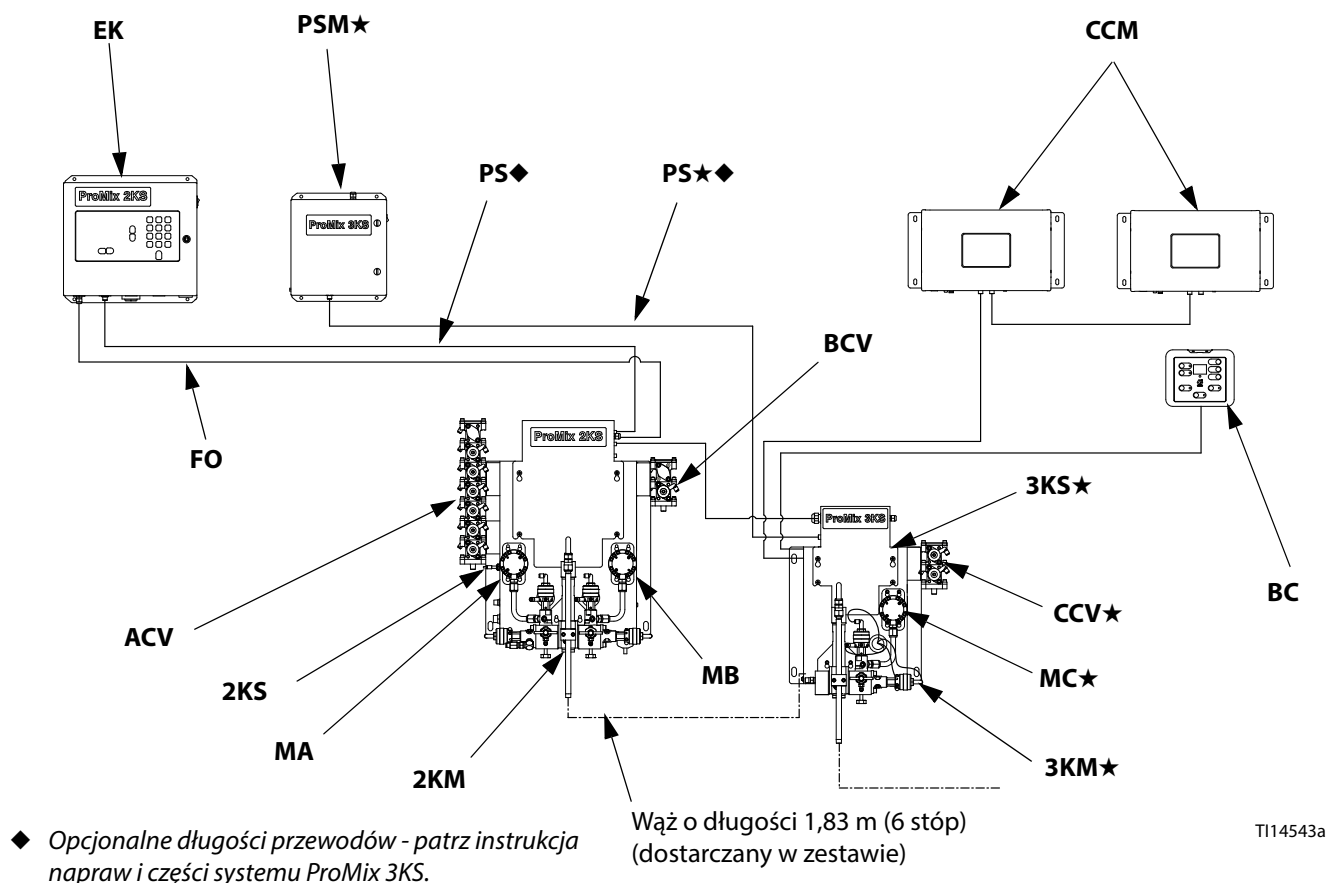 EK
PSM★
CCM
PS◆
PS★◆
ProMix 2KS
ProMix 3KS
BCV
FO
ProMix 2KS
3KS★
ProMix 3KS
ACV
CCV★
BC
2KS
MB
MC★
MA
2KM
3KM★
Wąż o długości 1,83 m (6 stóp)
(dostarczany w zestawie)
TI14543a
◆ Opcjonalne długości przewodów - patrz instrukcja
napraw i części systemu ProMix 3KS.